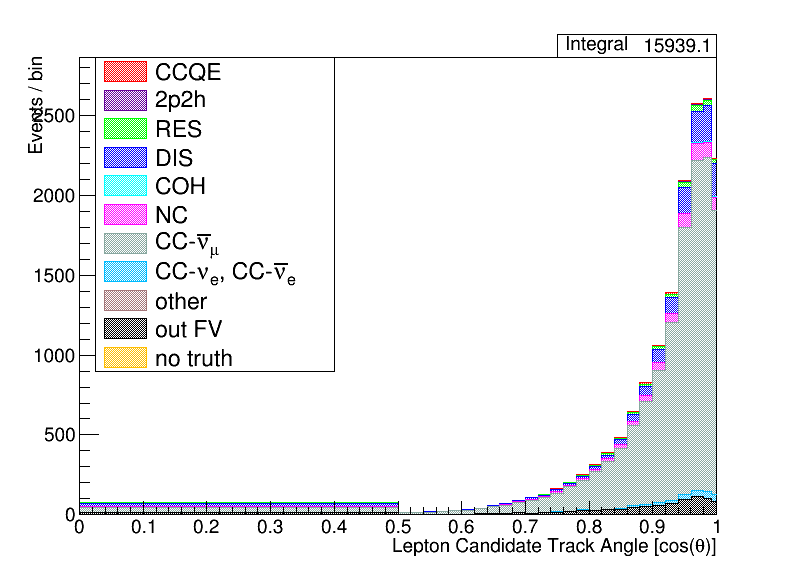 Integral 15939.1
Events / bin
CCQE
2p2h
RES
DIS
COH
NC
CC-ν̅μ
CC-νe, CC-ν̅e
other
out FV
no truth
2500
2000
1500
1000
500
0
0 0.1 0.2 0.3 0.4 0.5 0.6 0.7 0.8 0.9 1
Lepton Candidate Track Angle [cos(θ)]